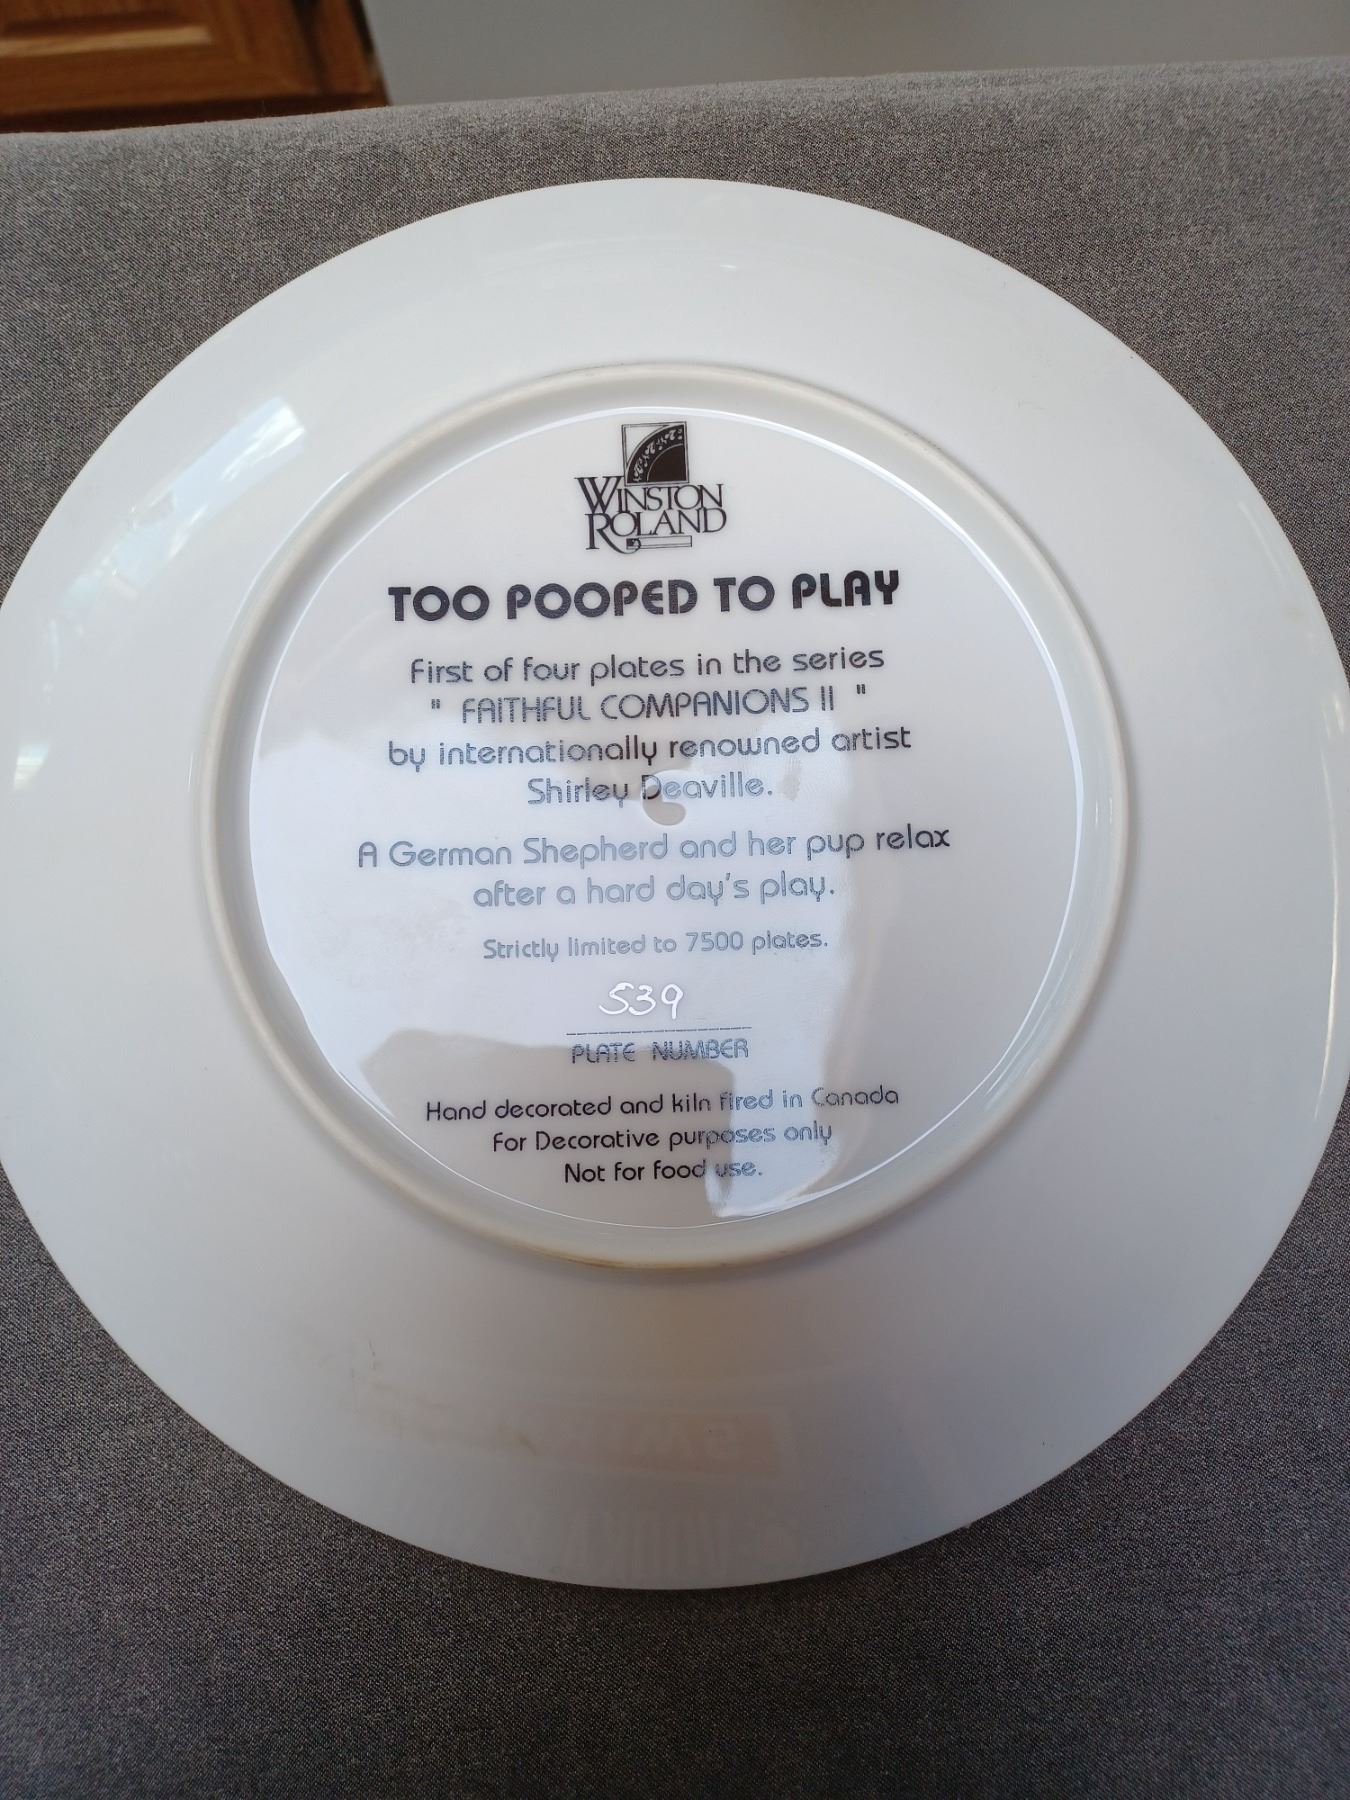 WINSTON
ROLAND
TOO POOPED TO PLAY
First of four plates in the series
" FAITHFUL COMPANIONS II "
by internationally renowned artist
Shirley Deaville.
A German Shepherd and her pup relax
after a hard day's play.
Strictly limited to 7500 plates.
539
PLATE NUMBER
Hand decorated and kiln fired in Canada
For Decorative purposes only
Not for food use.